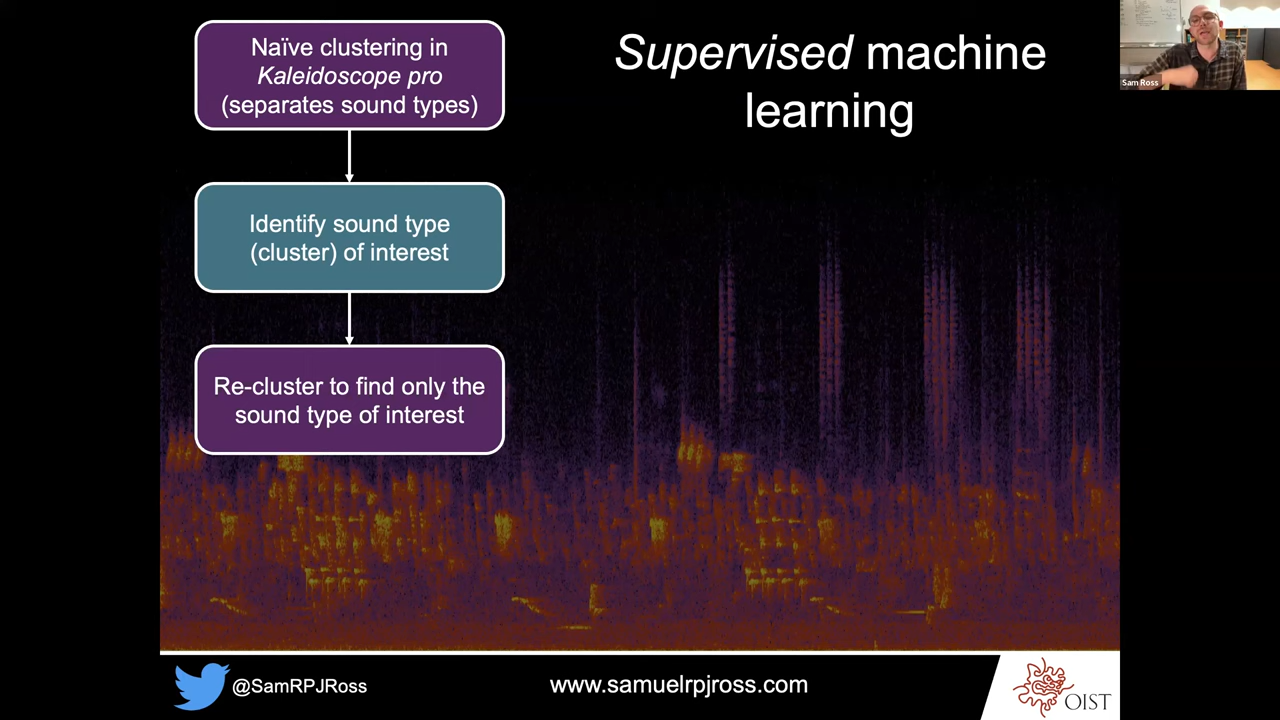 Naïve clustering in
Kaleidoscope pro
(separates sound types)
Supervised machine
learning
Identify sound type
(cluster) of interest
Re-cluster to find only the
sound type of interest
Sam Ross
@SamRPJRoss
www.samuelrpjross.com
OIST